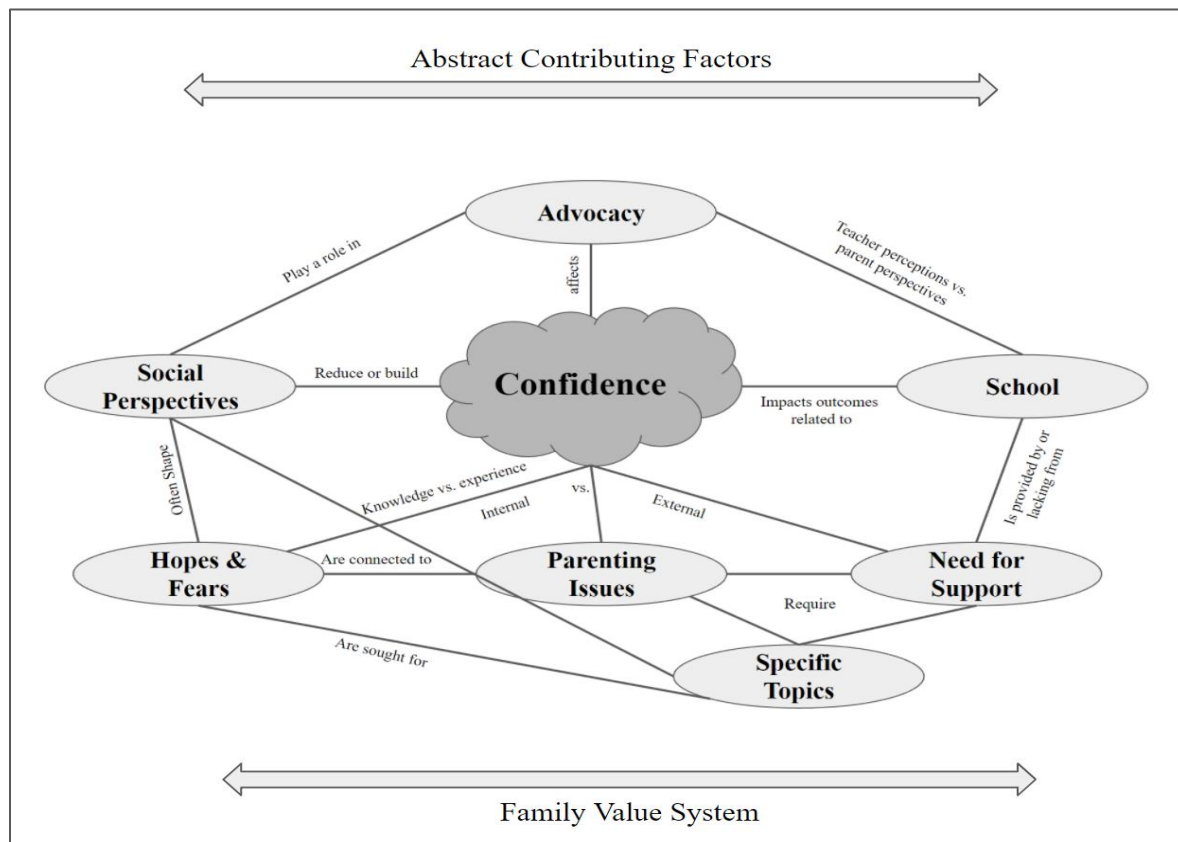 Abstract Contributing Factors
Advocacy
Play a role in
affects
Teacher perceptions vs.
parent perspectives
Social
Perspectives
Reduce or build
Confidence
Impacts outcomes
related to
School
Often Shape
Knowledge vs. experience
Internal
vs.
External
Is provided by or
lacking from
Hopes &
Fears
Are connected to
Parenting
Issues
Need for
Support
Require
Are sought for
Specific
Topics
Family Value System